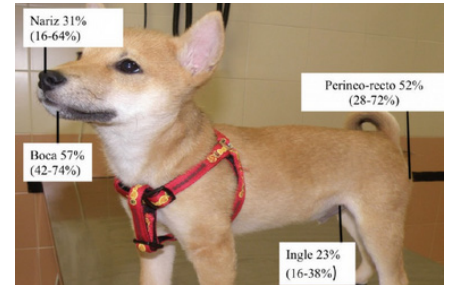 Nariz 31%
(16-64%)
Perineo-recto 52%
(28-72%)
Boca 57%
(42-74%)
Ingle 23%
(16-38%)